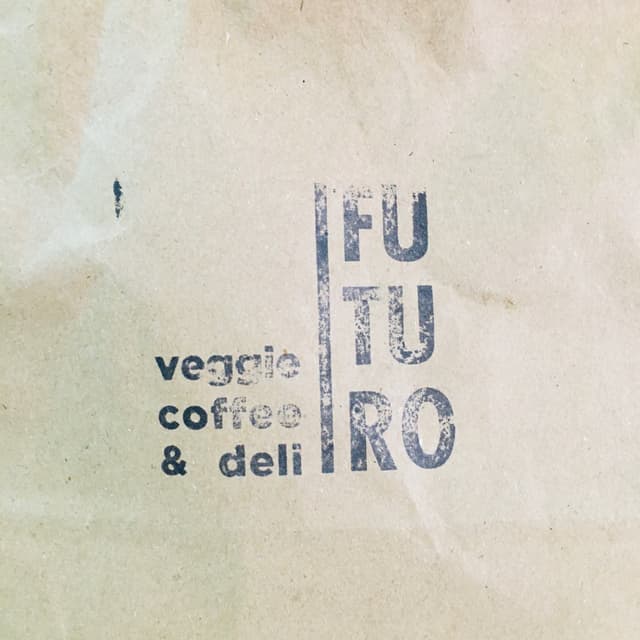 veggie
coffee
& deli
FU
TU
RO